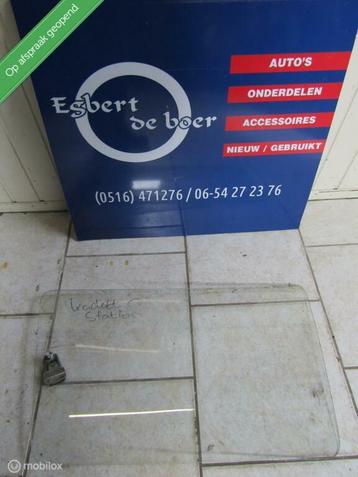 Op afspraak geopend
Egbert
de boer
AUTO'S
ONDERDELEN
ACCESSOIRES
NIEUW / GEBRUIKT
(0516) 471276 / 06-54 27 23 76
kadett C
Station
mobilox